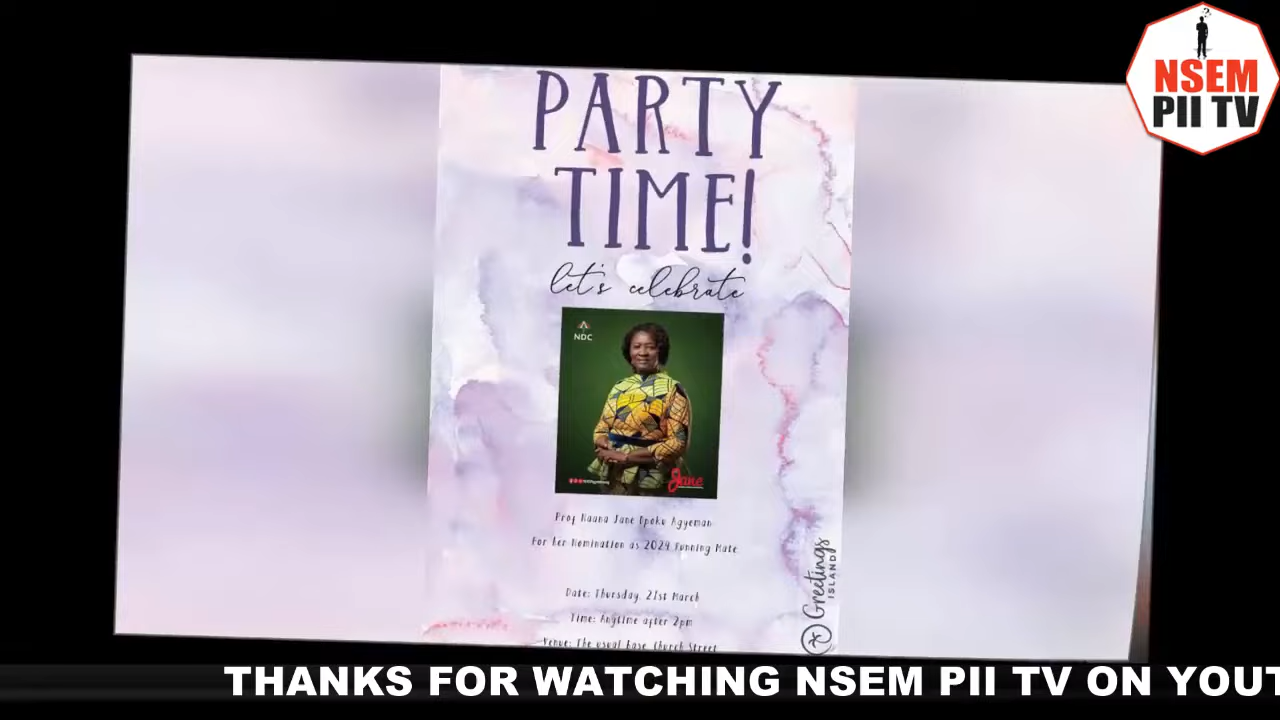 NSEM
PII TV
PARTY
TIME!
let's celebrate
NDC
Jane
Prof Naana Jane Opoku Agyeman
For her Nomination as 2024 Running Mate
Date: Thursday, 21st March
Time: Anytime after 2pm
Venue: The usual Base, Church Street
Greetings
ISLAND
THANKS FOR WATCHING NSEM PII TV ON YOUT